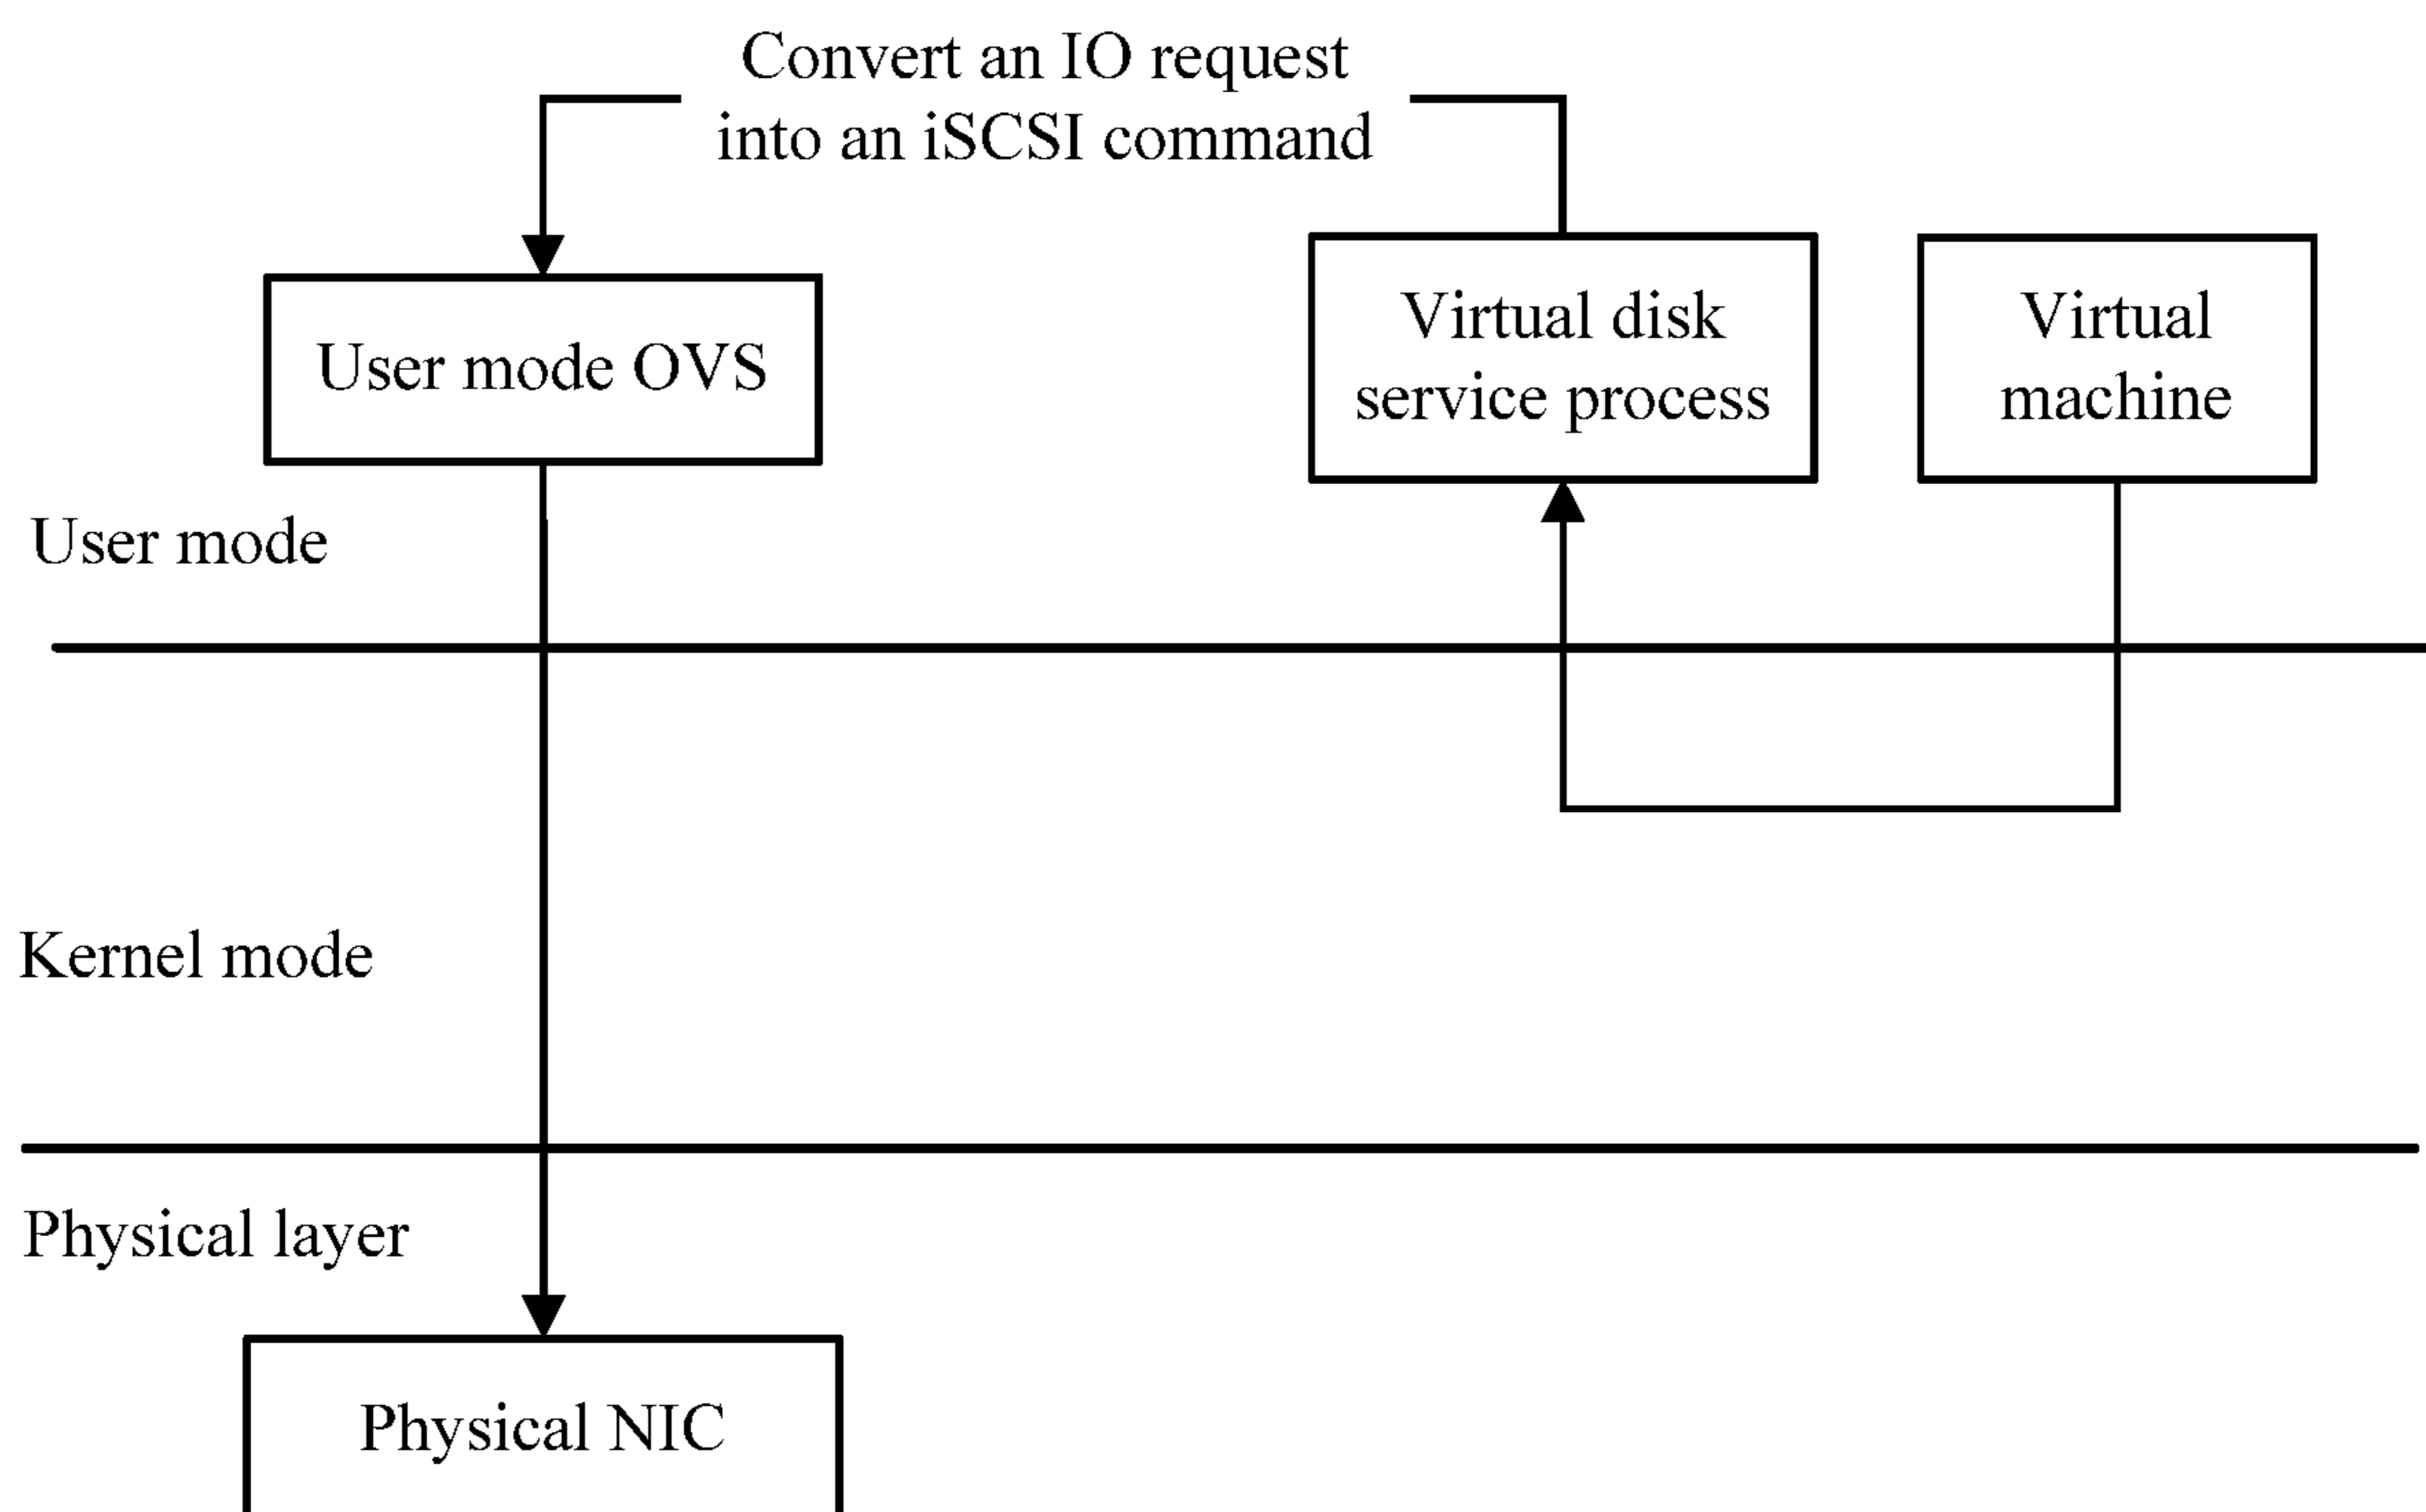 Convert an IO request
into an iSCSI command
User mode OVS
Virtual disk
service process
Virtual
machine
User mode
Kernel mode
Physical layer
Physical NIC